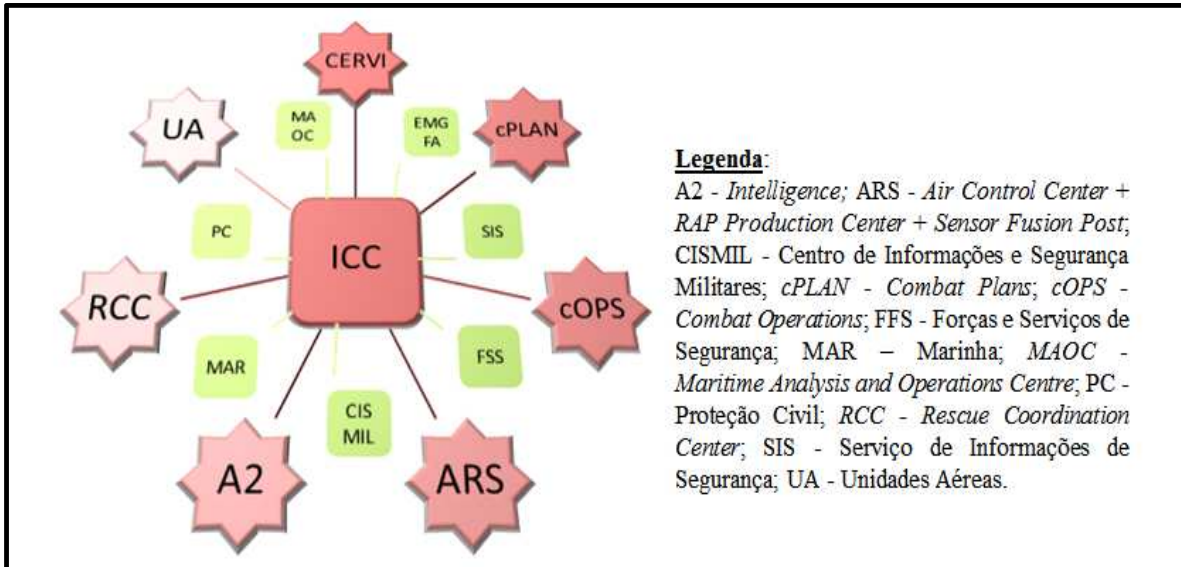 CERVI
MA
OC
EMG
FA
UA
cPLAN
PC
SIS
ICC
RCC
cOPS
MAR
FSS
CIS
MIL
A2
ARS
Legenda:
A2 - Intelligence; ARS - Air Control Center +
RAP Production Center + Sensor Fusion Post;
CISMIL - Centro de Informações e Segurança
Militares; cPLAN - Combat Plans; cOPS -
Combat Operations; FFS - Forças e Serviços de
Segurança; MAR – Marinha; MAOC -
Maritime Analysis and Operations Centre; PC -
Proteção Civil; RCC - Rescue Coordination
Center; SIS - Serviço de Informações de
Segurança; UA - Unidades Aéreas.